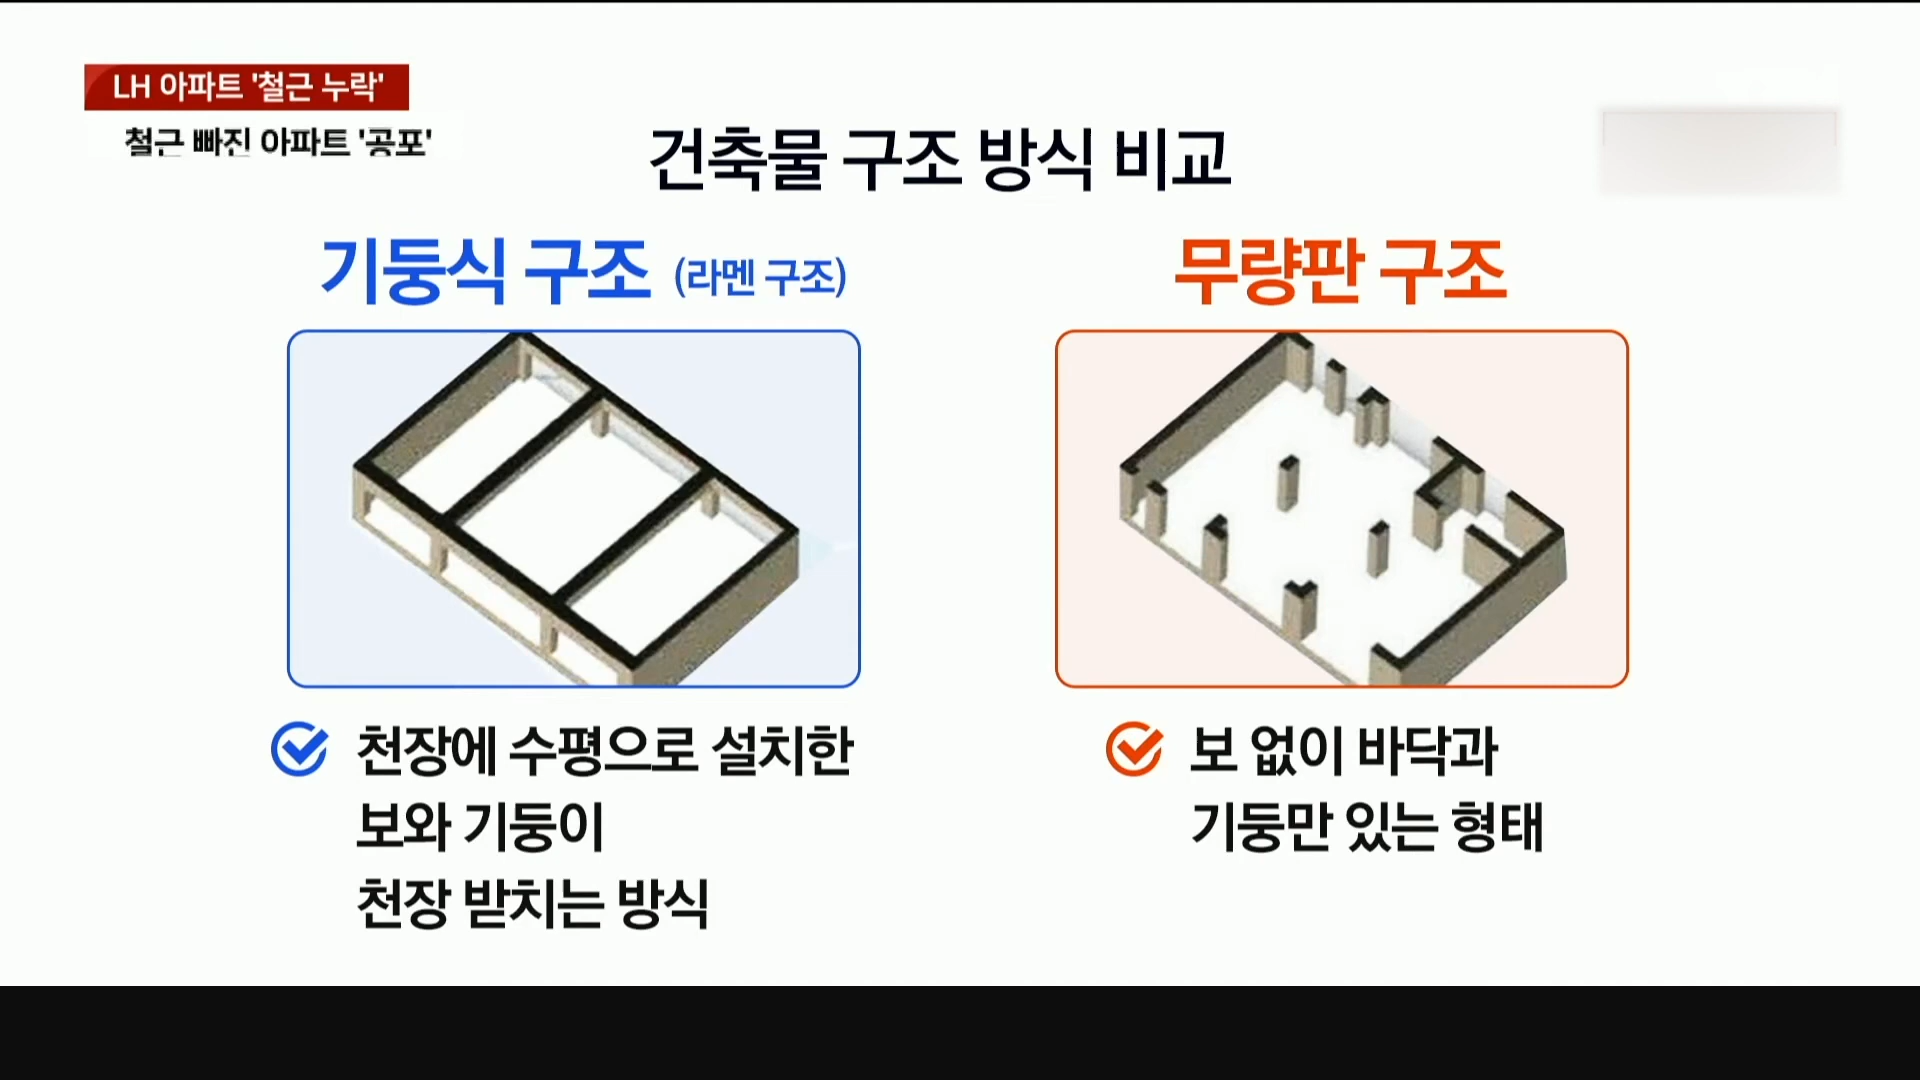 LH 아파트 '철근 누락'
철근 빠진 아파트 '공포'
건축물 구조 방식 비교
기둥식 구조 (라멘 구조)
천장에 수평으로 설치한
보와 기둥이
천장 받치는 방식
무량판 구조
보 없이 바닥과
기둥만 있는 형태